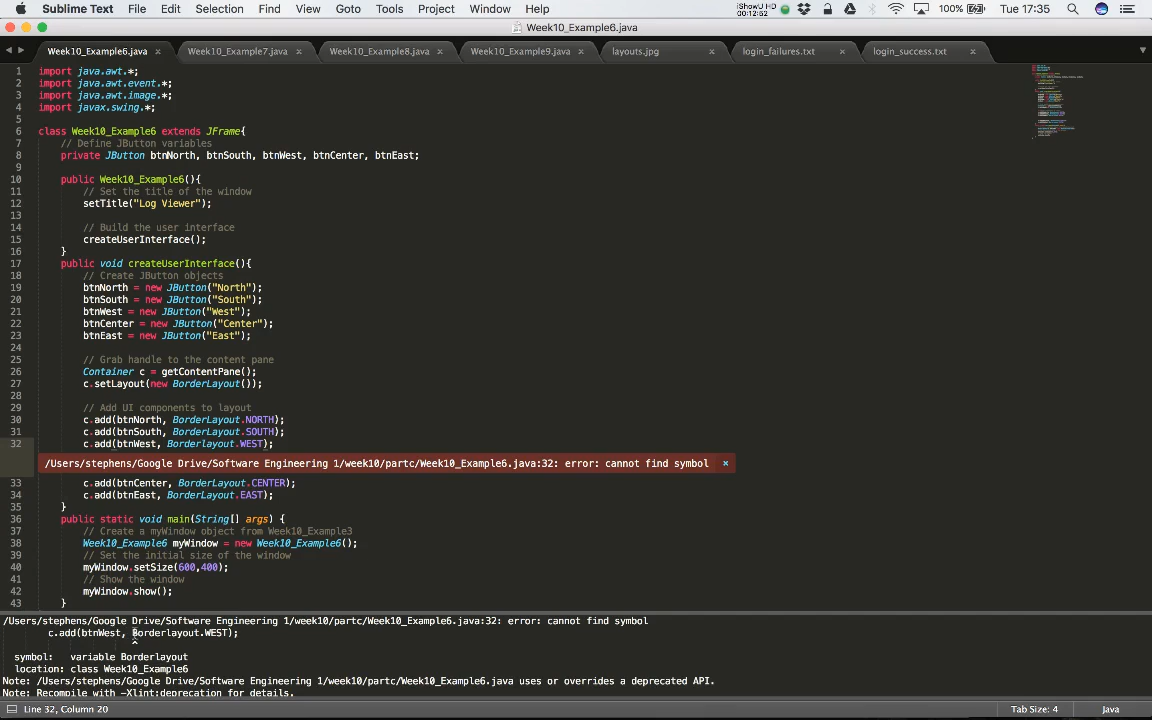 Sublime Text File Edit Selection Find View Goto Tools Project Window Help iShowU HD 00:12:52 100% Tue 17:35
Week10_Example6.java
Week10_Example6.java × Week10_Example7.java × Week10_Example8.java × Week10_Example9.java × layouts.jpg × login_failures.txt × login_success.txt ×
1 import java.awt.*;
2 import java.awt.event.*;
3 import java.awt.image.*;
4 import javax.swing.*;
5
6 class Week10_Example6 extends JFrame{
7 // Define JButton variables
8 private JButton btnNorth, btnSouth, btnWest, btnCenter, btnEast;
9
10 public Week10_Example6(){
11 // Set the title of the window
12 setTitle("Log Viewer");
13
14 // Build the user interface
15 createUserInterface();
16 }
17 public void createUserInterface(){
18 // Create JButton objects
19 btnNorth = new JButton("North");
20 btnSouth = new JButton("South");
21 btnWest = new JButton("West");
22 btnCenter = new JButton("Center");
23 btnEast = new JButton("East");
24
25 // Grab handle to the content pane
26 Container c = getContentPane();
27 c.setLayout(new BorderLayout());
28
29 // Add UI components to layout
30 c.add(btnNorth, BorderLayout.NORTH);
31 c.add(btnSouth, BorderLayout.SOUTH);
32 c.add(btnWest, Borderlayout.WEST);
/Users/stephens/Google Drive/Software Engineering 1/week10/partc/Week10_Example6.java:32: error: cannot find symbol ×
33 c.add(btnCenter, BorderLayout.CENTER);
34 c.add(btnEast, BorderLayout.EAST);
35 }
36 public static void main(String[] args) {
37 // Create a myWindow object from Week10_Example3
38 Week10_Example6 myWindow = new Week10_Example6();
39 // Set the initial size of the window
40 myWindow.setSize(600,400);
41 // Show the window
42 myWindow.show();
43 }
/Users/stephens/Google Drive/Software Engineering 1/week10/partc/Week10_Example6.java:32: error: cannot find symbol
c.add(btnWest, Borderlayout.WEST);
^
symbol: variable Borderlayout
location: class Week10_Example6
Note: /Users/stephens/Google Drive/Software Engineering 1/week10/partc/Week10_Example6.java uses or overrides a deprecated API.
Note: Recompile with -Xlint:deprecation for details.
Line 32, Column 20 Tab Size: 4 Java